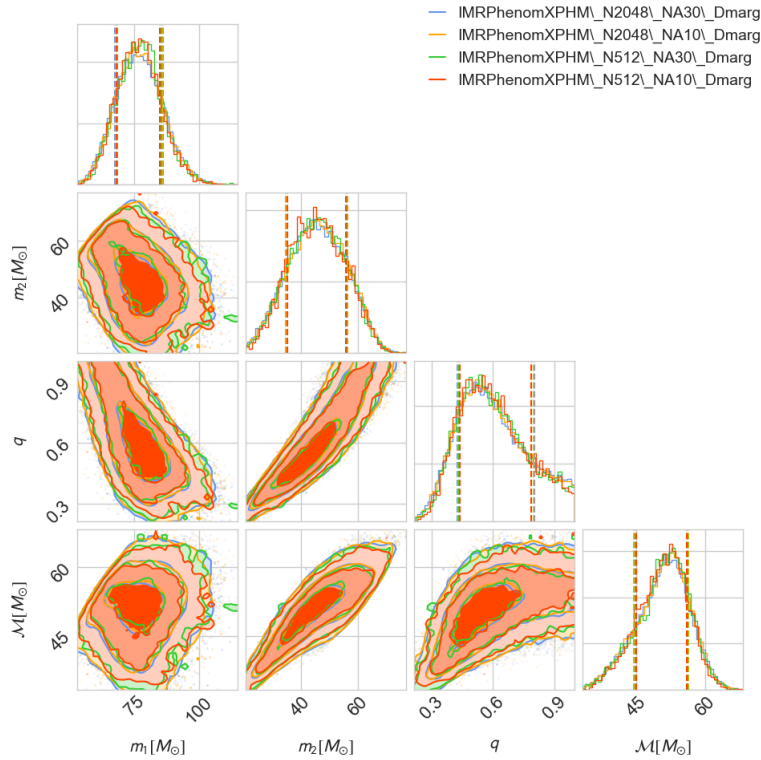 IMRPhenomXPHM\_N2048\_NA30\_Dmarg
IMRPhenomXPHM\_N2048\_NA10\_Dmarg
IMRPhenomXPHM\_N512\_NA30\_Dmarg
IMRPhenomXPHM\_N512\_NA10\_Dmarg
m₂[M⊙]
60
40
q
0.9
0.6
0.3
ℳ[M⊙]
60
45
75 100
40 60
0.3 0.6 0.9
45 60
m₁[M⊙] m₂[M⊙] q ℳ[M⊙]